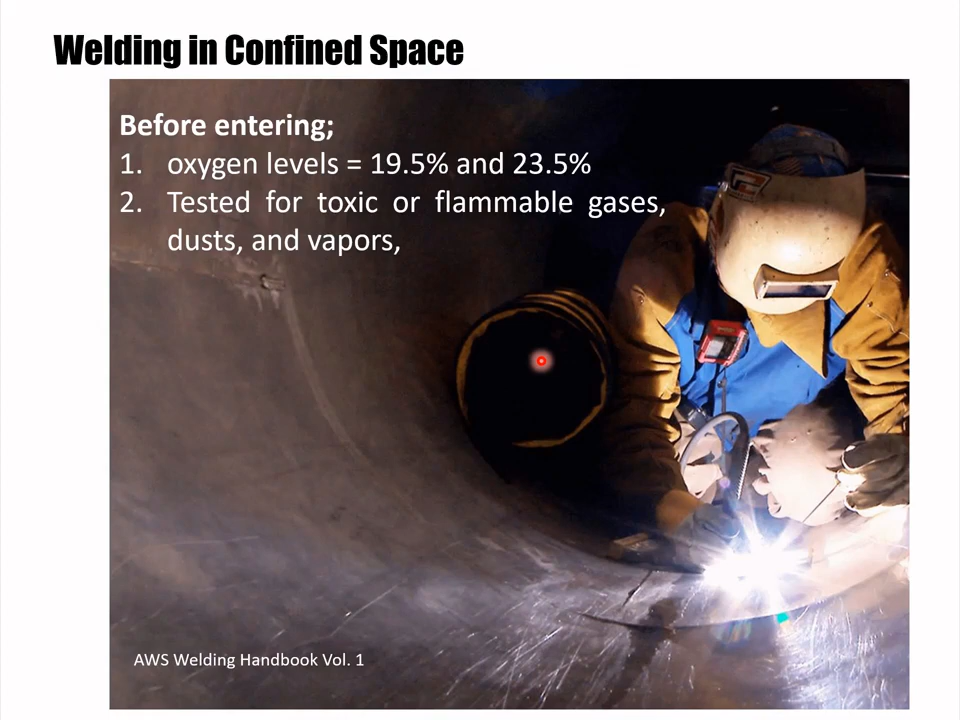 Welding in Confined Space
Before entering;
1. oxygen levels = 19.5% and 23.5%
2. Tested for toxic or flammable gases,
dusts, and vapors,
AWS Welding Handbook Vol. 1